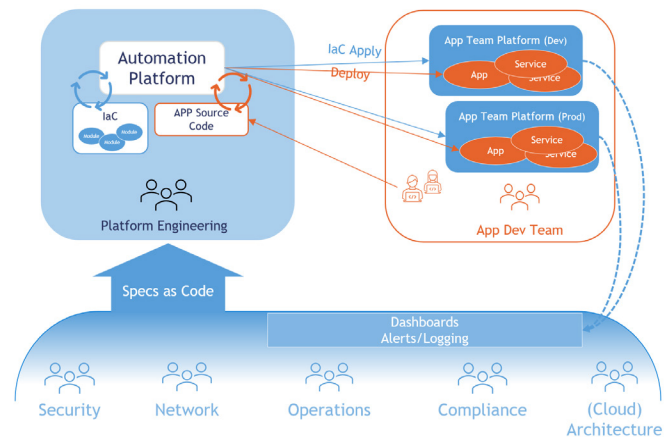 Automation
Platform
IaC
Module
Module
Module
APP Source
Code
Platform Engineering
IaC Apply
Deploy
App Team Platform (Dev)
Service
App
Service
App Team Platform (Prod)
Service
App
Service
App Dev Team
Specs as Code
Dashboards
Alerts/Logging
Security
Network
Operations
Compliance
(Cloud)
Architecture